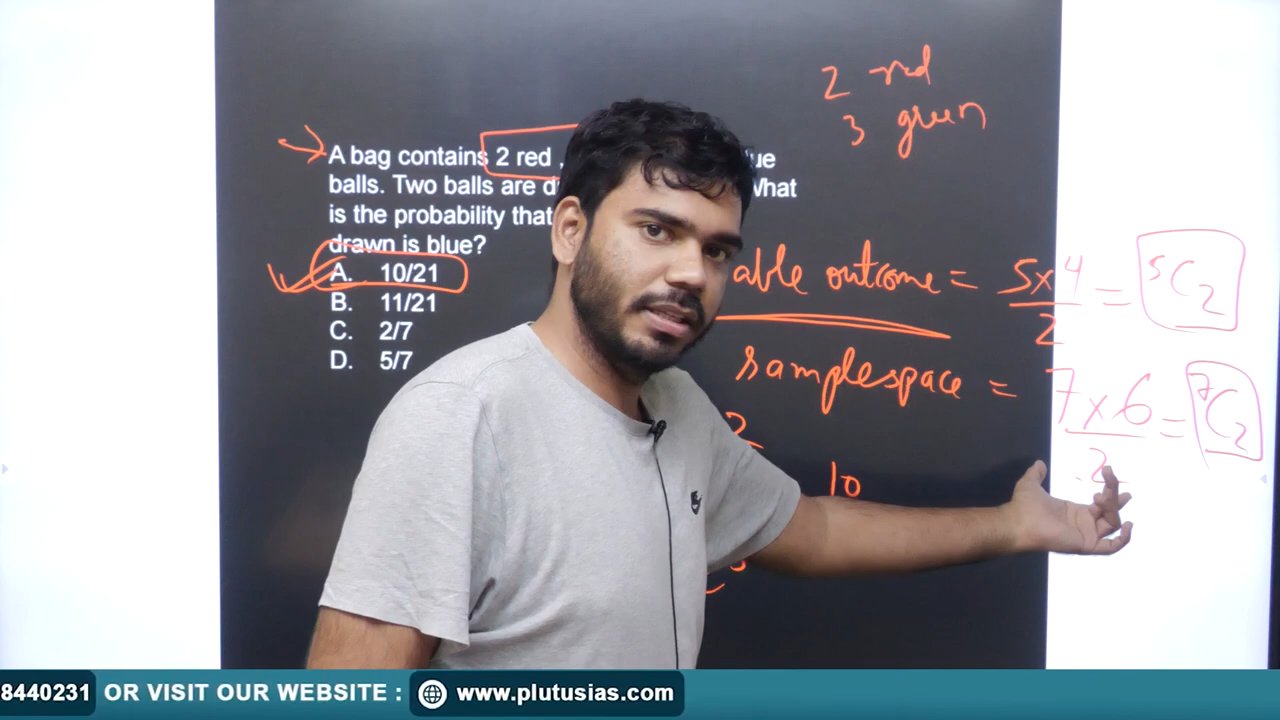 2 red
3 green
A bag contains 2 red ,
balls. Two balls are What
is the probability that
drawn is blue?
A. 10/21
B. 11/21
C. 2/7
D. 5/7
able outcome = 5x4 = 5C2
2
samplespace = 7x6 = 7C2
2
10
8440231 OR VISIT OUR WEBSITE : www.plutusias.com